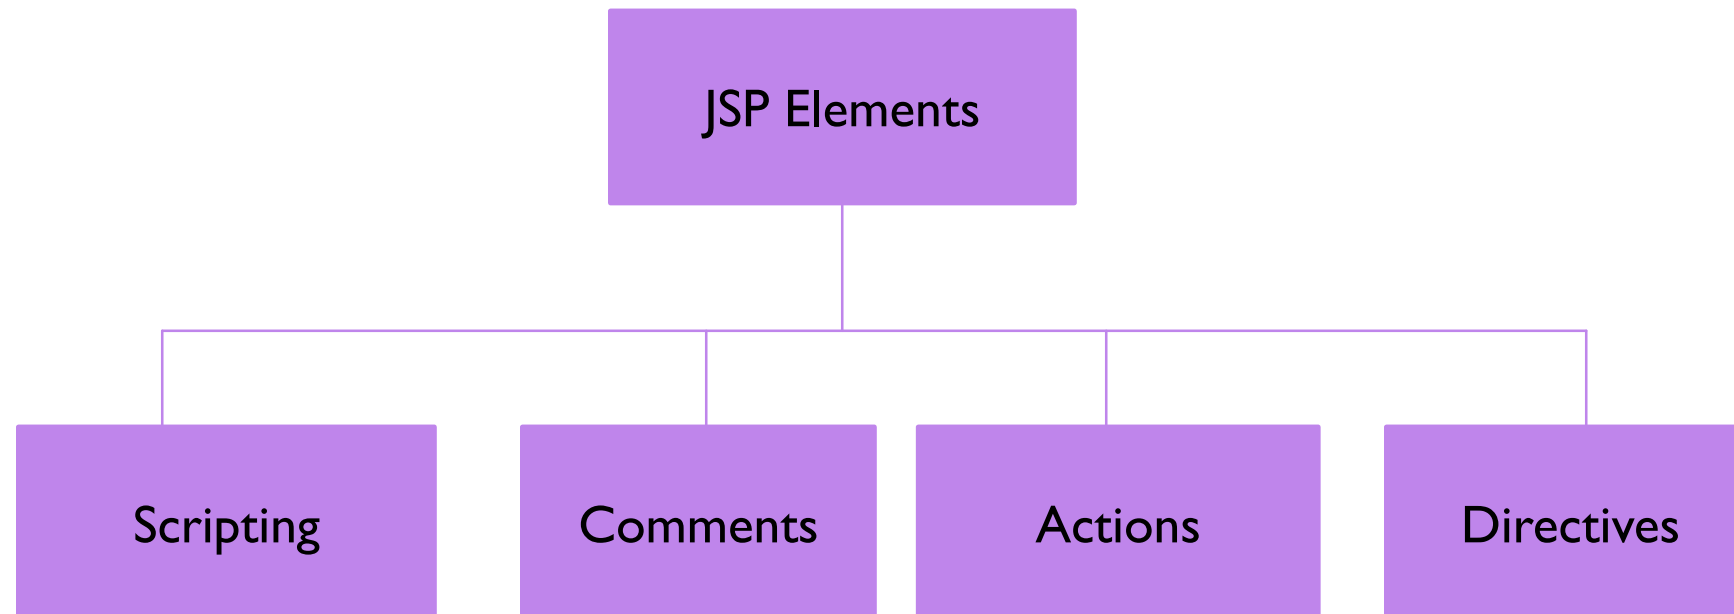 JSP Elements
Scripting
Comments
Actions
Directives